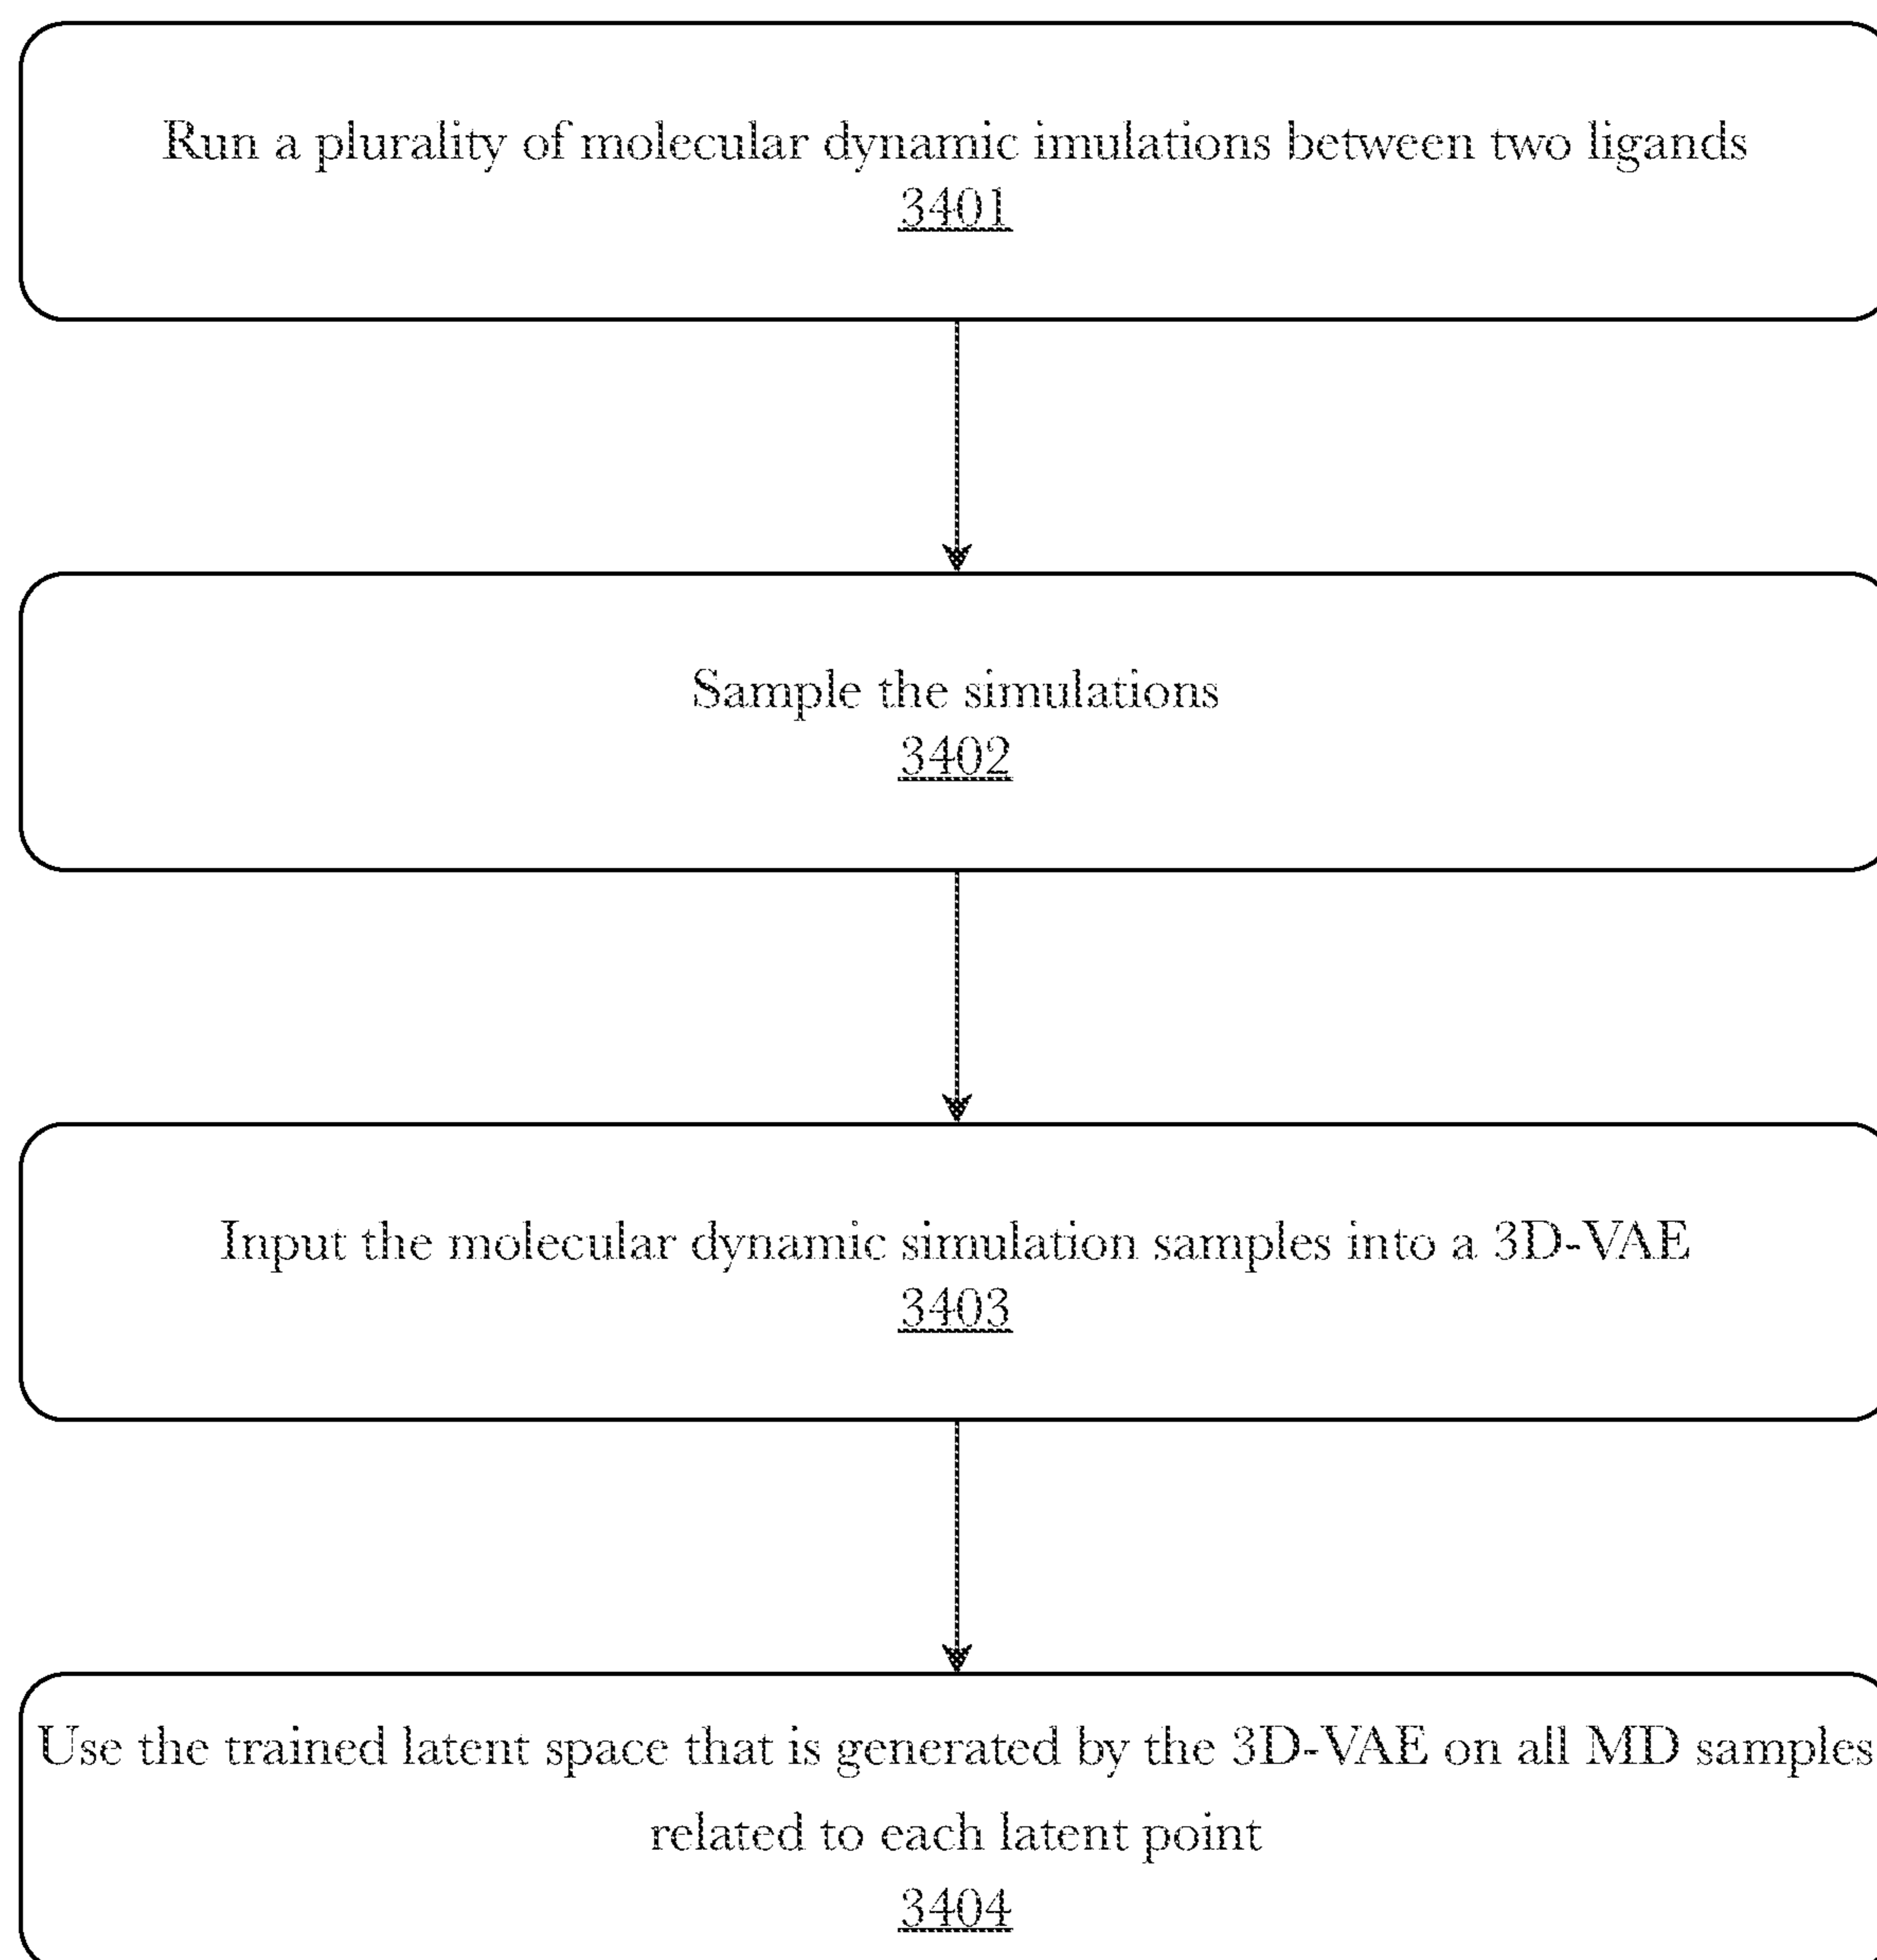 Run a plurality of molecular dynamic imulations between two ligands
3401
Sample the simulations
3402
Input the molecular dynamic simulation samples into a 3D-VAE
3403
Use the trained latent space that is generated by the 3D-VAE on all MD samples
related to each latent point
3404